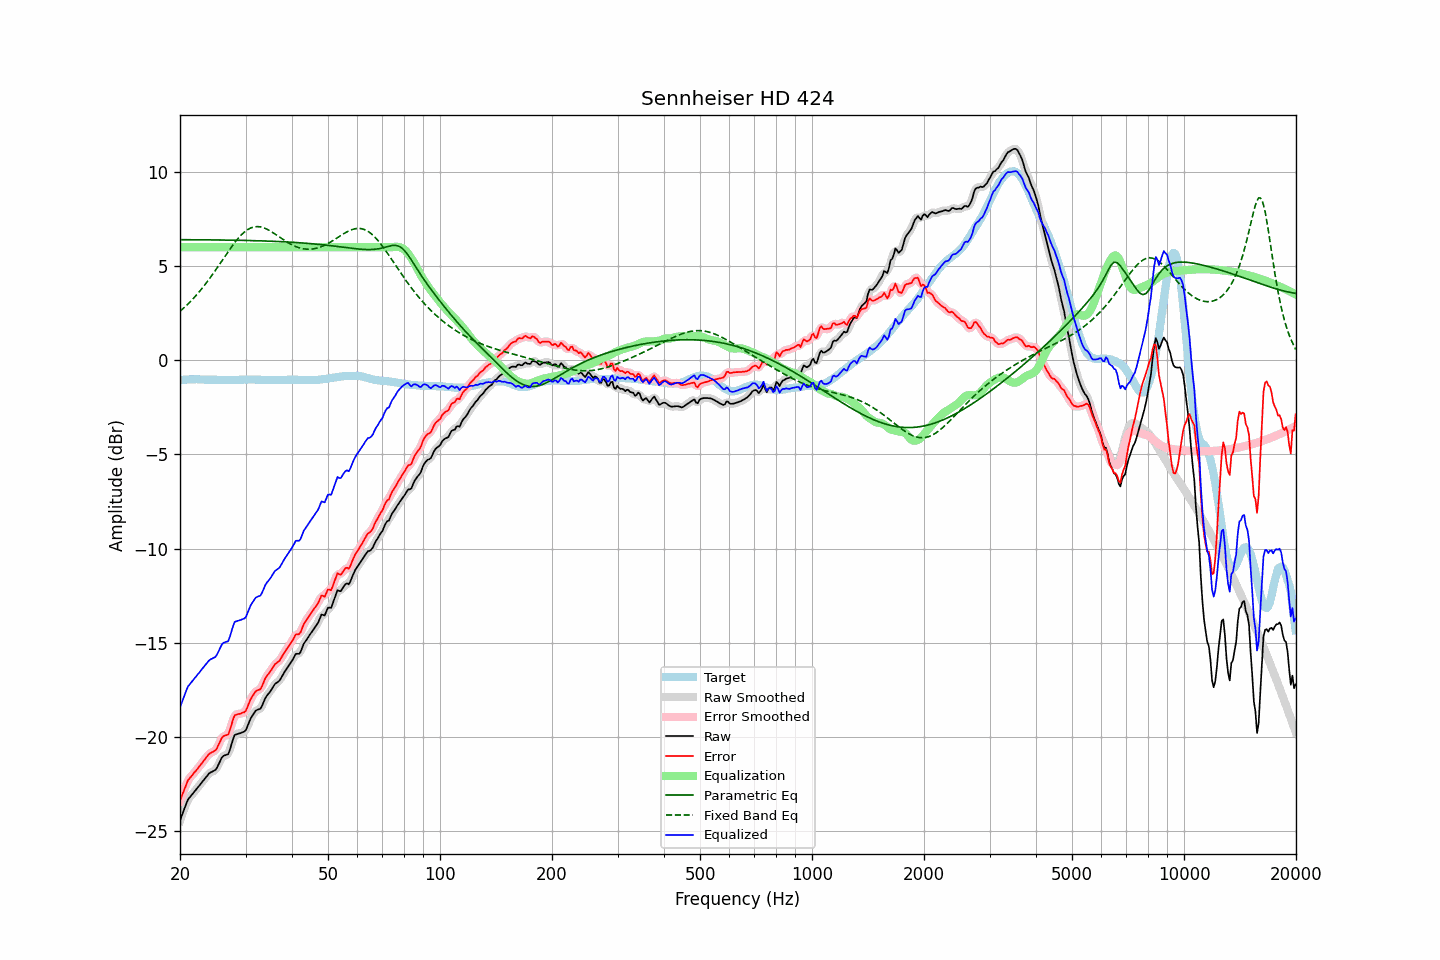 Sennheiser HD 424
Amplitude (dBr)
10
5
0
−5
−10
−15
−20
−25
Target
Raw Smoothed
Error Smoothed
Raw
Error
Equalization
Parametric Eq
Fixed Band Eq
Equalized
20 50 100 200 500 1000 2000 5000 10000 20000
Frequency (Hz)